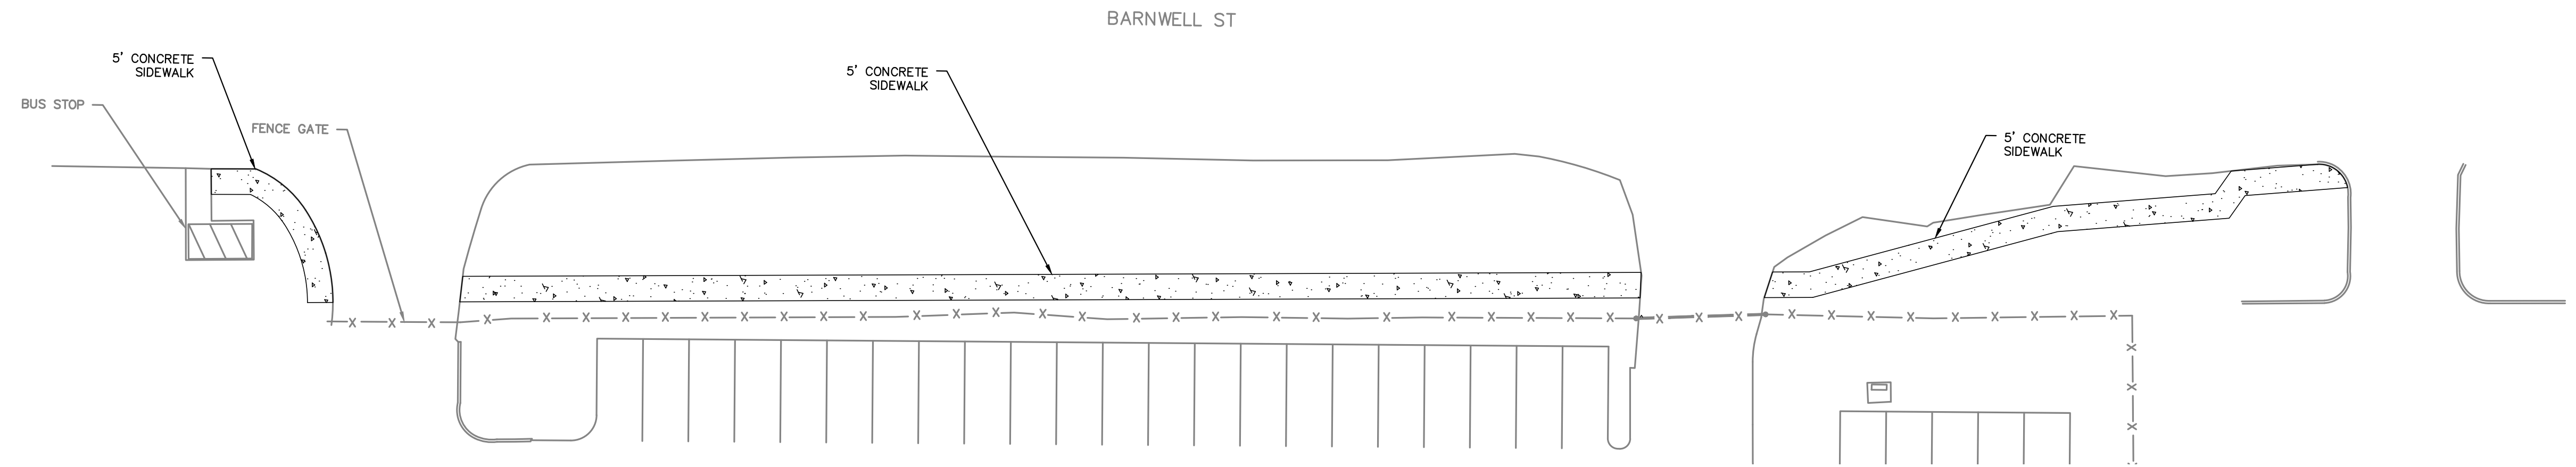 BARNWELL ST
5' CONCRETE
SIDEWALK
5' CONCRETE
SIDEWALK
BUS STOP
FENCE GATE
5' CONCRETE
SIDEWALK